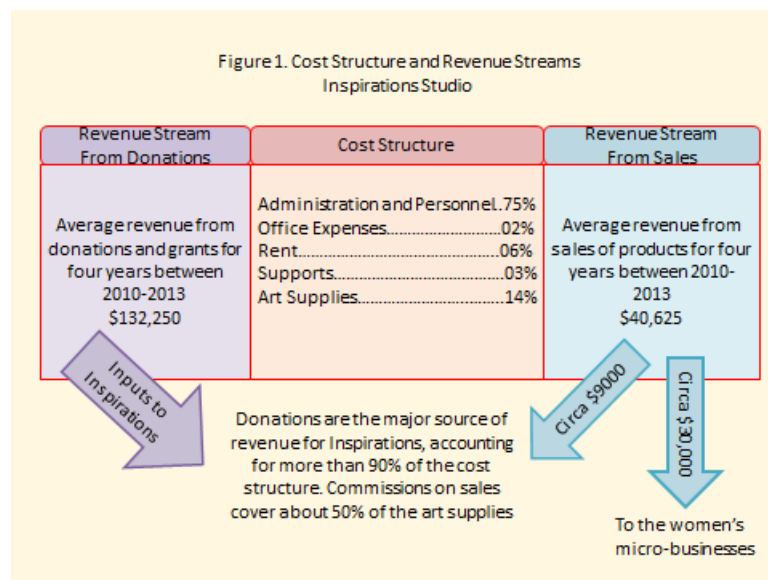 Figure 1. Cost Structure and Revenue Streams
Inspirations Studio
Revenue Stream
From Donations
Cost Structure
Revenue Stream
From Sales
Average revenue from
donations and grants for
four years between
2010-2013
$132,250
Administration and Personnel..75%
Office Expenses......................02%
Rent.......................................06%
Supports.................................03%
Art Supplies............................14%
Average revenue from
sales of products for four
years between 2010-
2013
$40,625
Inputs to
Inspirations
Circa $9000
Circa $30,000
Donations are the major source of
revenue for Inspirations, accounting
for more than 90% of the cost
structure. Commissions on sales
cover about 50% of the art supplies
To the women's
micro-businesses